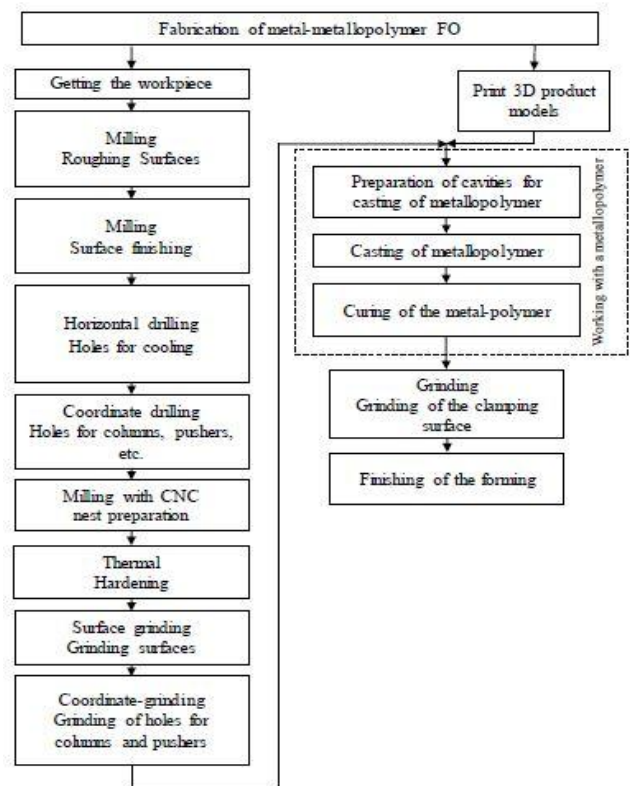 Fabrication of metal-metallopolymer FO
Getting the workpiece
Milling
Roughing Surfaces
Milling
Surface finishing
Horizontal drilling
Holes for cooling
Coordinate drilling
Holes for columns, pushers,
etc.
Milling with CNC
nest preparation
Thermal
Hardening
Surface grinding
Grinding surfaces
Coordinate-grinding
Grinding of holes for
columns and pushers
Print 3D product
models
Preparation of cavities for
casting of metallopolymer
Casting of metallopolymer
Curing of the metal-polymer
Working with a metallopolymer
Grinding
Grinding of the clamping
surface
Finishing of the forming